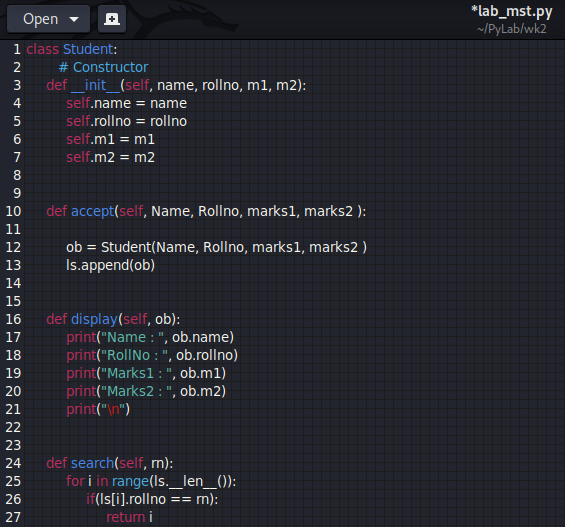 Open
*lab_mst.py
~/PyLab/wk2
1 class Student:
2 # Constructor
3 def __init__(self, name, rollno, m1, m2):
4 self.name = name
5 self.rollno = rollno
6 self.m1 = m1
7 self.m2 = m2
8
9
10 def accept(self, Name, Rollno, marks1, marks2 ):
11
12 ob = Student(Name, Rollno, marks1, marks2 )
13 ls.append(ob)
14
15
16 def display(self, ob):
17 print("Name : ", ob.name)
18 print("RollNo : ", ob.rollno)
19 print("Marks1 : ", ob.m1)
20 print("Marks2 : ", ob.m2)
21 print("\n")
22
23
24 def search(self, rn):
25 for i in range(ls.__len__()):
26 if(ls[i].rollno == rn):
27 return i